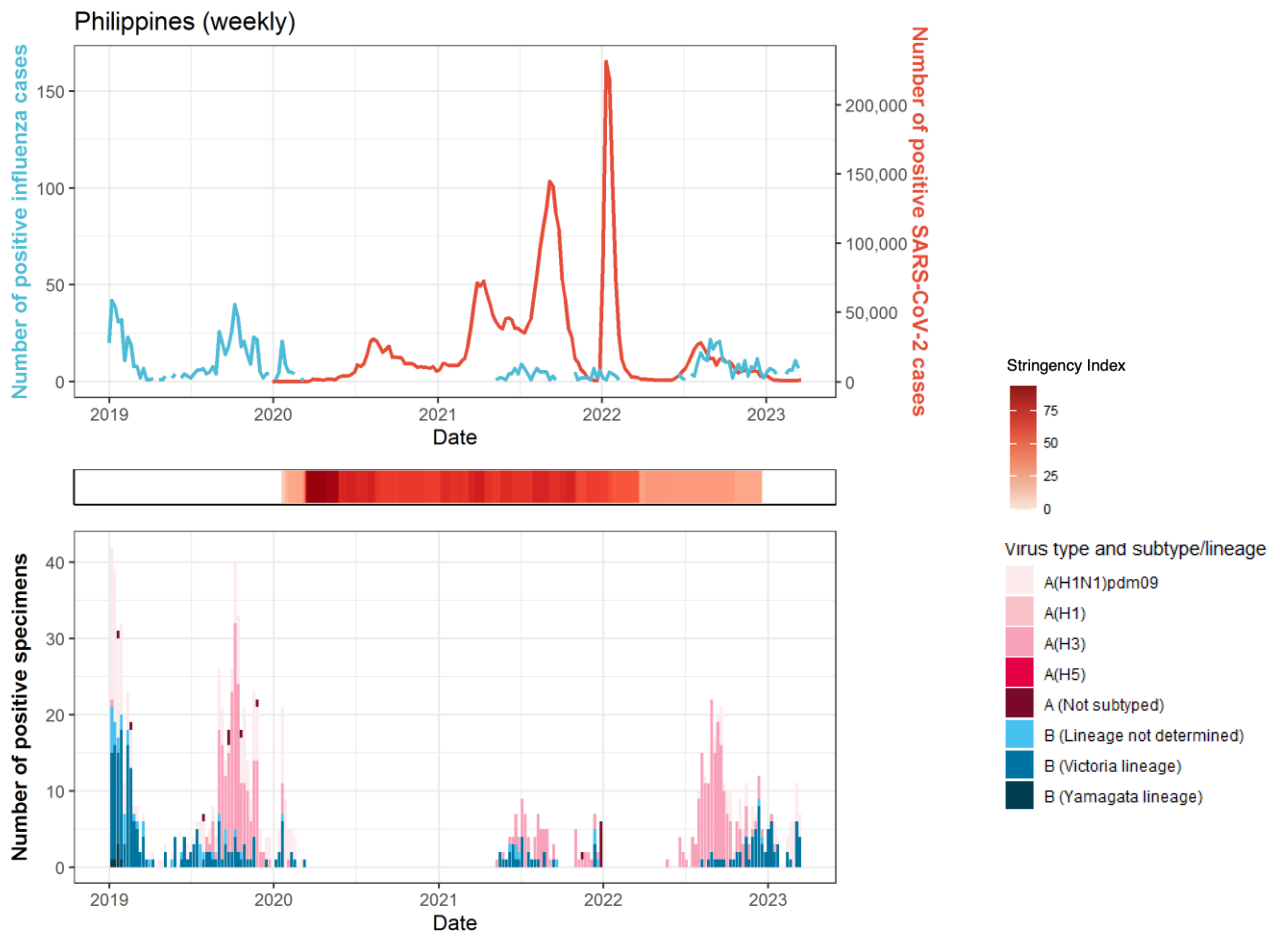 Philippines (weekly)
Number of positive influenza cases
150
100
50
0
Number of positive SARS-CoV-2 cases
200,000
150,000
100,000
50,000
0
2019
2020
2021
2022
2023
Date
Stringency Index
75
50
25
0
Number of positive specimens
40
30
20
10
0
2019
2020
2021
2022
2023
Date
Virus type and subtype/lineage
A(H1N1)pdm09
A(H1)
A(H3)
A(H5)
A (Not subtyped)
B (Lineage not determined)
B (Victoria lineage)
B (Yamagata lineage)